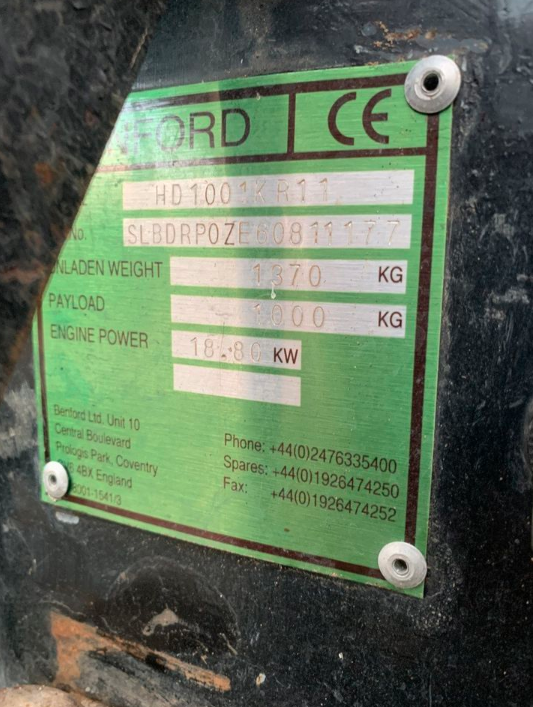 FORD CE
HD1001KR11
No. SLBDRP0ZE60811177
UNLADEN WEIGHT 1370 KG
PAYLOAD 1000 KG
ENGINE POWER 18.80 KW
Benford Ltd. Unit 10
Central Boulevard
Prologis Park, Coventry
4BX England
Phone: +44(0)2476335400
Spares: +44(0)1926474250
Fax: +44(0)1926474252